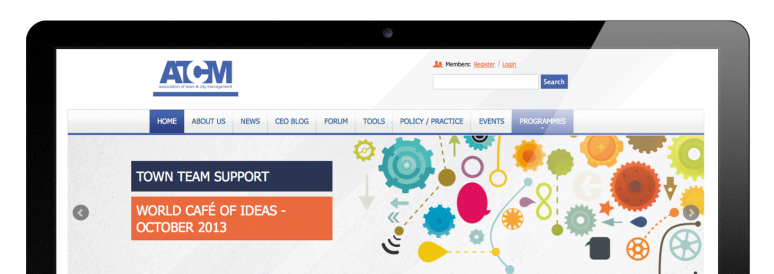 ATCM
association of town & city management
Members: Register / Login
Search
HOME ABOUT US NEWS CEO BLOG FORUM TOOLS POLICY / PRACTICE EVENTS PROGRAMMES
TOWN TEAM SUPPORT
WORLD CAFÉ OF IDEAS -
OCTOBER 2013